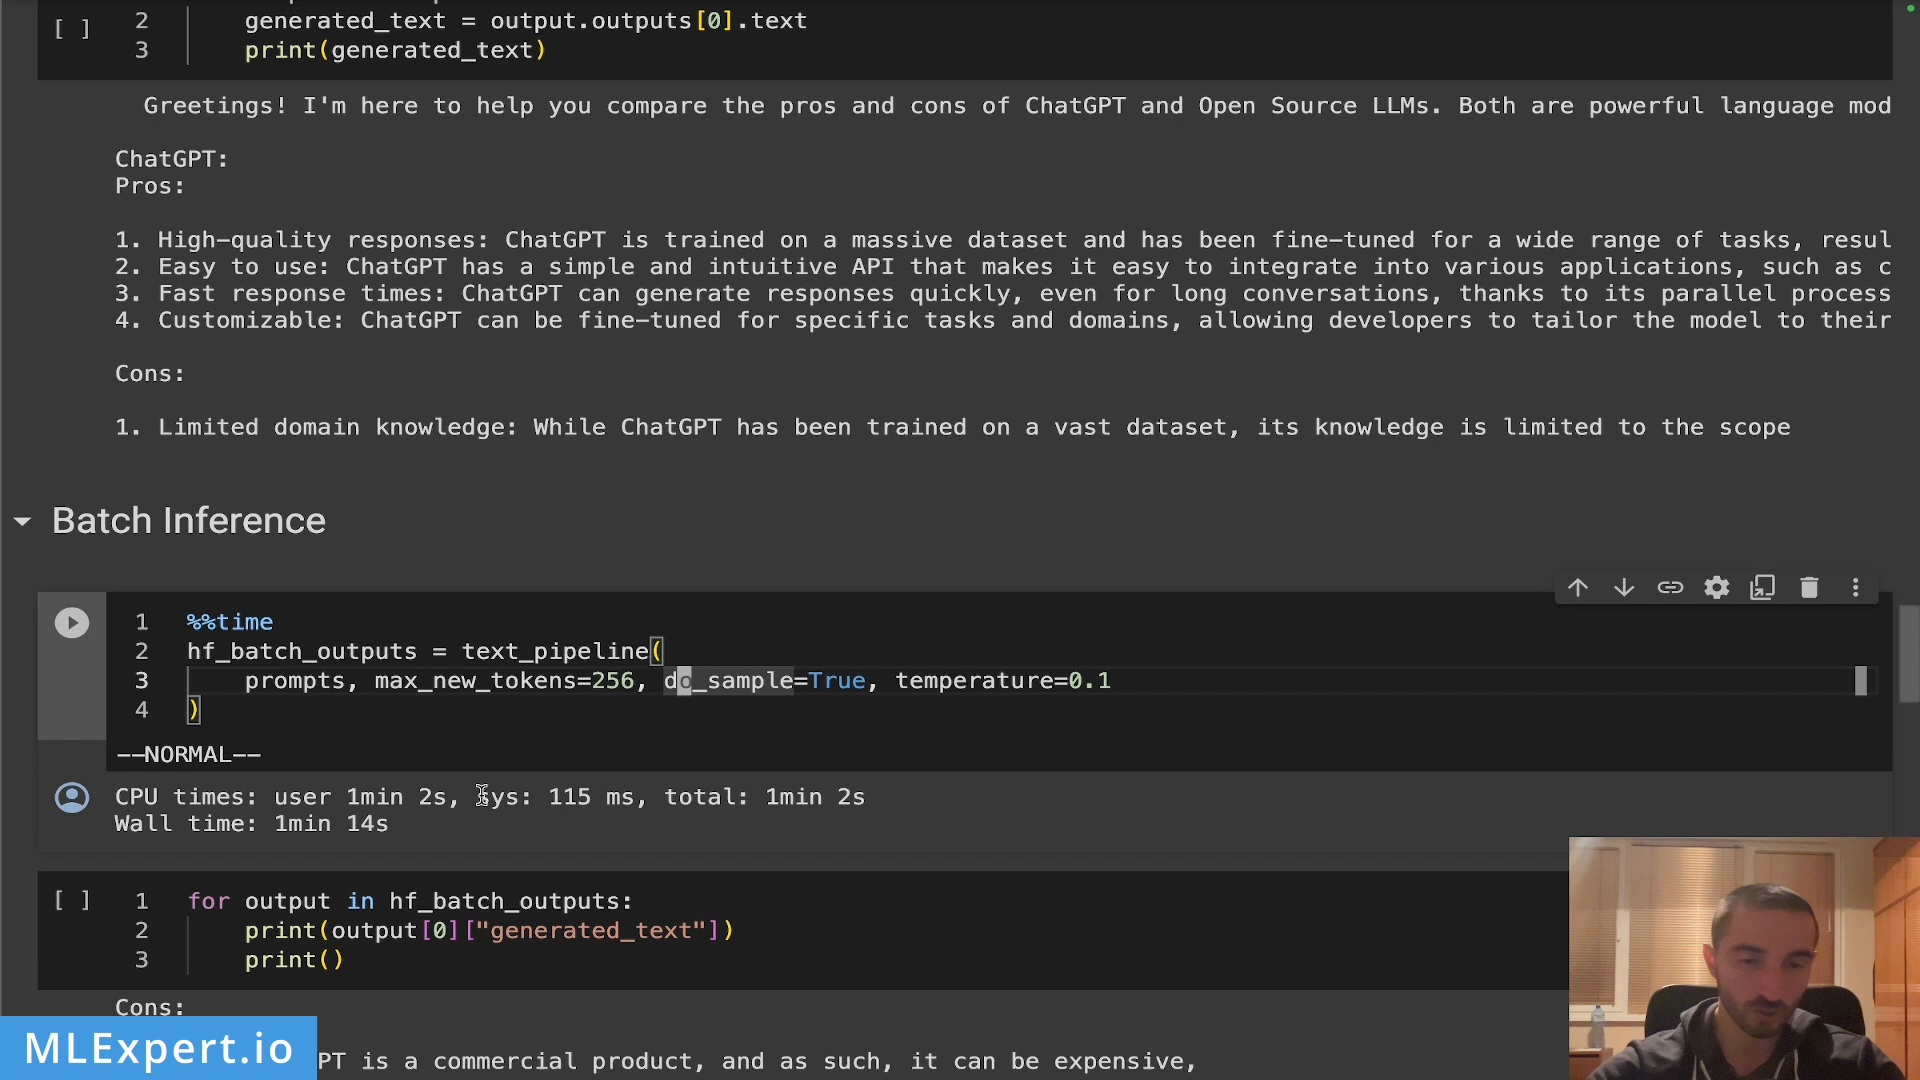 [ ] 2 generated_text = output.outputs[0].text
3 print(generated_text)
Greetings! I'm here to help you compare the pros and cons of ChatGPT and Open Source LLMs. Both are powerful language mod
ChatGPT:
Pros:
1. High-quality responses: ChatGPT is trained on a massive dataset and has been fine-tuned for a wide range of tasks, resul
2. Easy to use: ChatGPT has a simple and intuitive API that makes it easy to integrate into various applications, such as c
3. Fast response times: ChatGPT can generate responses quickly, even for long conversations, thanks to its parallel process
4. Customizable: ChatGPT can be fine-tuned for specific tasks and domains, allowing developers to tailor the model to their
Cons:
1. Limited domain knowledge: While ChatGPT has been trained on a vast dataset, its knowledge is limited to the scope
Batch Inference
1 %%time
2 hf_batch_outputs = text_pipeline(
3 prompts, max_new_tokens=256, do_sample=True, temperature=0.1
4 )
--NORMAL--
CPU times: user 1min 2s, sys: 115 ms, total: 1min 2s
Wall time: 1min 14s
[ ] 1 for output in hf_batch_outputs:
2 print(output[0]["generated_text"])
3 print()
Cons:
MLExpert.io
PT is a commercial product, and as such, it can be expensive,